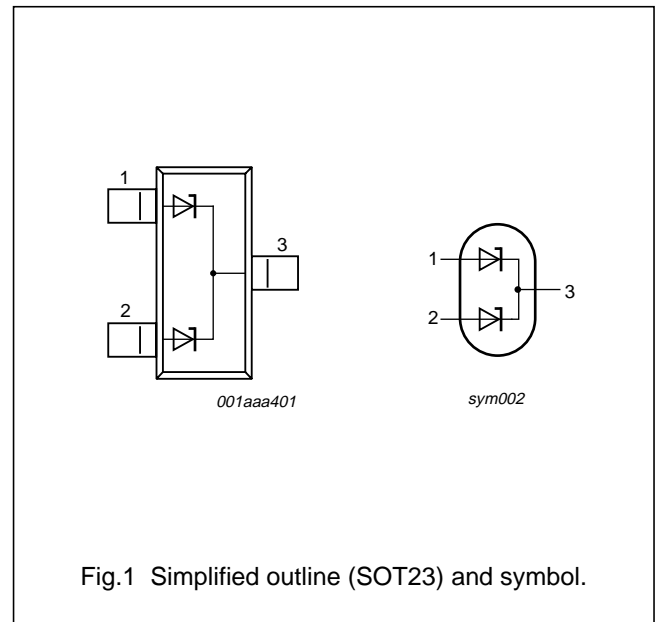 1
2
3
001aaa401
1
2
3
sym002
Fig.1 Simplified outline (SOT23) and symbol.